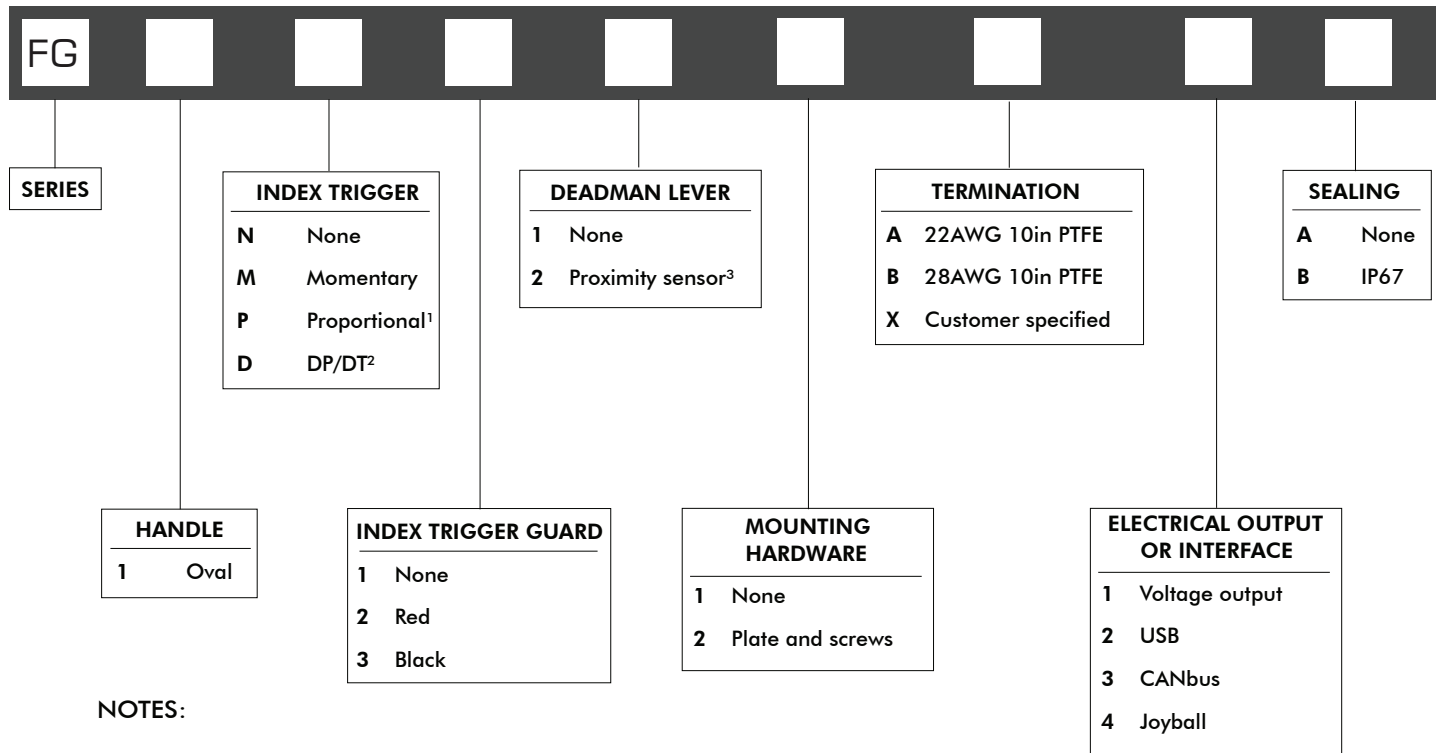 FG
SERIES
INDEX TRIGGER
N None
M Momentary
P Proportional¹
D DP/DT²
DEADMAN LEVER
1 None
2 Proximity sensor³
TERMINATION
A 22AWG 10in PTFE
B 28AWG 10in PTFE
X Customer specified
SEALING
A None
B IP67
HANDLE
1 Oval
INDEX TRIGGER GUARD
1 None
2 Red
3 Black
MOUNTING
HARDWARE
1 None
2 Plate and screws
ELECTRICAL OUTPUT
OR INTERFACE
1 Voltage output
2 USB
3 CANbus
4 Joyball
NOTES: